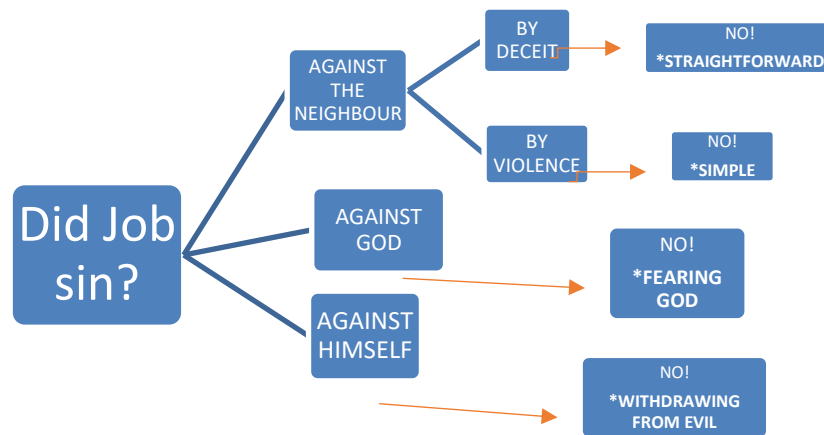 Did Job
sin?
AGAINST
THE
NEIGHBOUR
BY
DECEIT
NO!
*STRAIGHTFORWARD
BY
VIOLENCE
NO!
*SIMPLE
AGAINST
GOD
NO!
*FEARING
GOD
AGAINST
HIMSELF
NO!
*WITHDRAWING
FROM EVIL